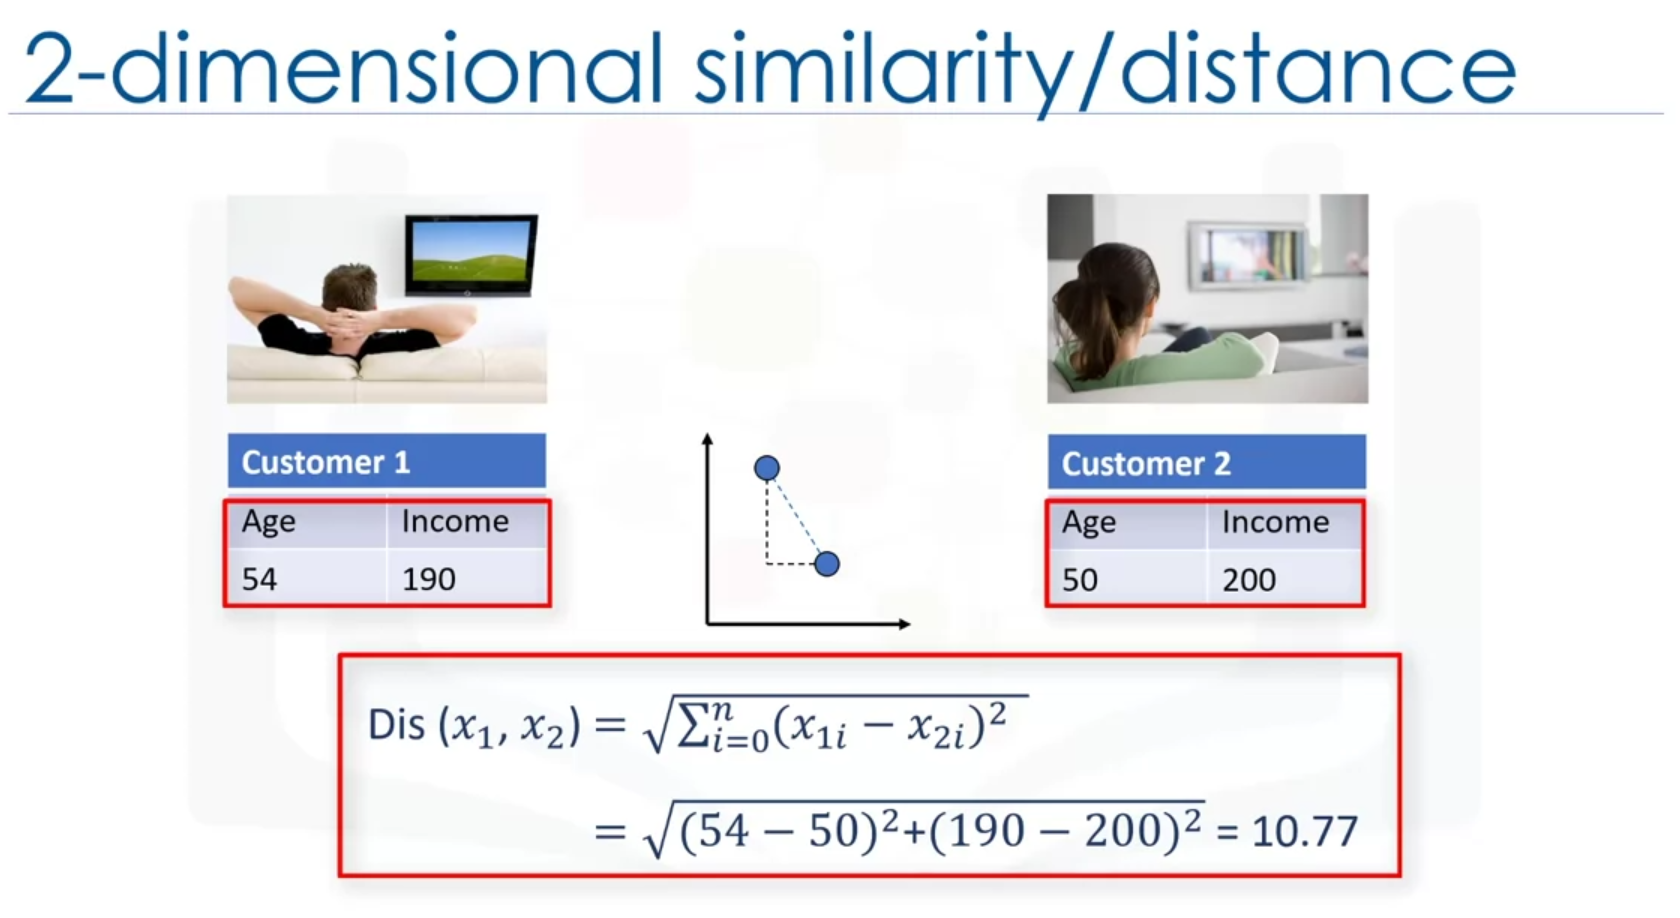 2-dimensional similarity/distance
Customer 1
Age Income
54 190
Customer 2
Age Income
50 200
Dis (x₁, x₂) = √∑ⁿᵢ₌₀(x₁ᵢ − x₂ᵢ)²
= √(54 − 50)²+(190 − 200)² = 10.77